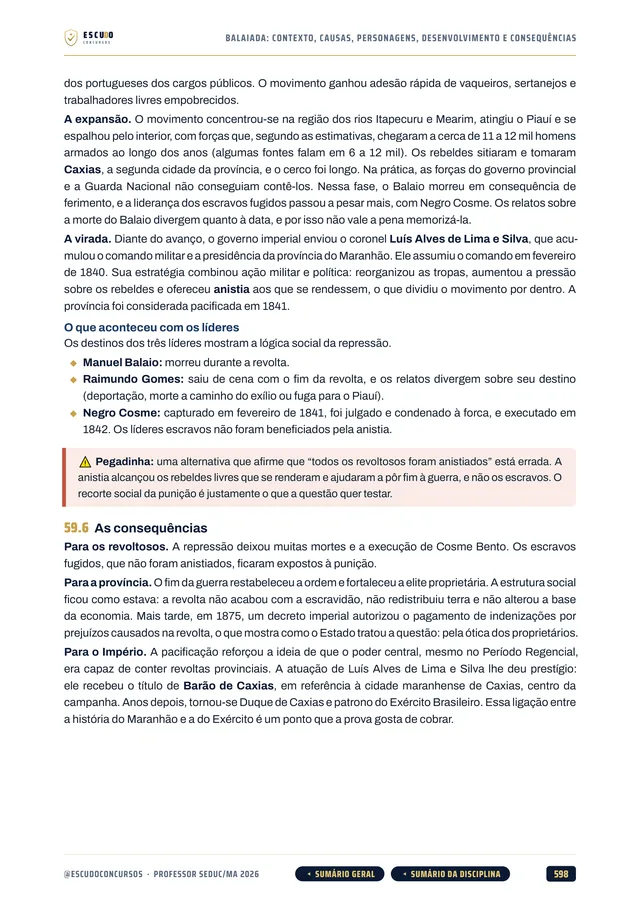 ESCUDO
CONCURSOS
BALAIADA: CONTEXTO, CAUSAS, PERSONAGENS, DESENVOLVIMENTO E CONSEQUÊNCIAS
dos portugueses dos cargos públicos. O movimento ganhou adesão rápida de vaqueiros, sertanejos e
trabalhadores livres empobrecidos.
A expansão. O movimento concentrou-se na região dos rios Itapecuru e Mearim, atingiu o Piauí e se
espalhou pelo interior, com forças que, segundo as estimativas, chegaram a cerca de 11 a 12 mil homens
armados ao longo dos anos (algumas fontes falam em 6 a 12 mil). Os rebeldes sitiaram e tomaram
Caxias, a segunda cidade da província, e o cerco foi longo. Na prática, as forças do governo provincial
e a Guarda Nacional não conseguiam contê-los. Nessa fase, o Balaio morreu em consequência de
ferimento, e a liderança dos escravos fugidos passou a pesar mais, com Negro Cosme. Os relatos sobre
a morte do Balaio divergem quanto à data, e por isso não vale a pena memorizá-la.
A virada. Diante do avanço, o governo imperial enviou o coronel Luís Alves de Lima e Silva, que acu-
mulou o comando militar e a presidência da província do Maranhão. Ele assumiu o comando em fevereiro
de 1840. Sua estratégia combinou ação militar e política: reorganizou as tropas, aumentou a pressão
sobre os rebeldes e ofereceu anistia aos que se rendessem, o que dividiu o movimento por dentro. A
província foi considerada pacificada em 1841.
O que aconteceu com os líderes
Os destinos dos três líderes mostram a lógica social da repressão.
◆ Manuel Balaio: morreu durante a revolta.
◆ Raimundo Gomes: saiu de cena com o fim da revolta, e os relatos divergem sobre seu destino
(deportação, morte a caminho do exílio ou fuga para o Piauí).
◆ Negro Cosme: capturado em fevereiro de 1841, foi julgado e condenado à forca, e executado em
1842. Os líderes escravos não foram beneficiados pela anistia.
⚠ Pegadinha: uma alternativa que afirme que “todos os revoltosos foram anistiados” está errada. A
anistia alcançou os rebeldes livres que se renderam e ajudaram a pôr fim à guerra, e não os escravos. O
recorte social da punição é justamente o que a questão quer testar.
59.6 As consequências
Para os revoltosos. A repressão deixou muitas mortes e a execução de Cosme Bento. Os escravos
fugidos, que não foram anistiados, ficaram expostos à punição.
Para a província. O fim da guerra restabeleceu a ordem e fortaleceu a elite proprietária. A estrutura social
ficou como estava: a revolta não acabou com a escravidão, não redistribuiu terra e não alterou a base
da economia. Mais tarde, em 1875, um decreto imperial autorizou o pagamento de indenizações por
prejuízos causados na revolta, o que mostra como o Estado tratou a questão: pela ótica dos proprietários.
Para o Império. A pacificação reforçou a ideia de que o poder central, mesmo no Período Regencial,
era capaz de conter revoltas provinciais. A atuação de Luís Alves de Lima e Silva lhe deu prestígio:
ele recebeu o título de Barão de Caxias, em referência à cidade maranhense de Caxias, centro da
campanha. Anos depois, tornou-se Duque de Caxias e patrono do Exército Brasileiro. Essa ligação entre
a história do Maranhão e a do Exército é um ponto que a prova gosta de cobrar.
@ESCUDOCONCURSOS · PROFESSOR SEDUC/MA 2026
SUMÁRIO GERAL
SUMÁRIO DA DISCIPLINA
598